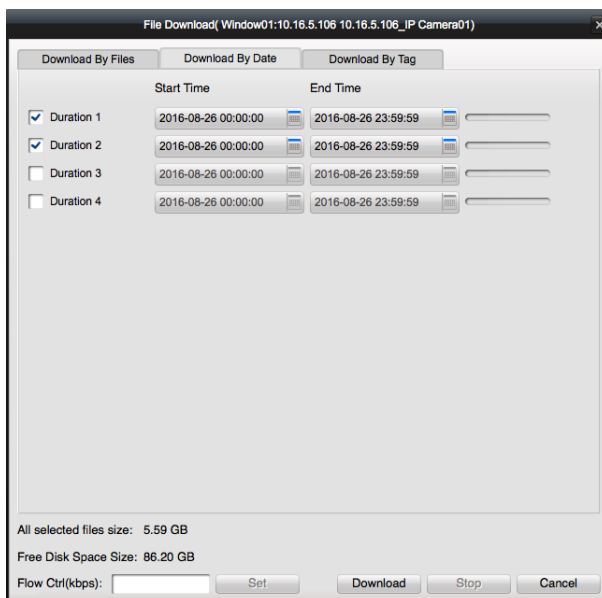 File Download( Window01:10.16.5.106 10.16.5.106_IP Camera01)
Download By Files Download By Date Download By Tag
Start Time End Time
Duration 1 2016-08-26 00:00:00 2016-08-26 23:59:59
Duration 2 2016-08-26 00:00:00 2016-08-26 23:59:59
Duration 3 2016-08-26 00:00:00 2016-08-26 23:59:59
Duration 4 2016-08-26 00:00:00 2016-08-26 23:59:59
All selected files size: 5.59 GB
Free Disk Space Size: 86.20 GB
Flow Ctrl(kbps): Set Download Stop Cancel